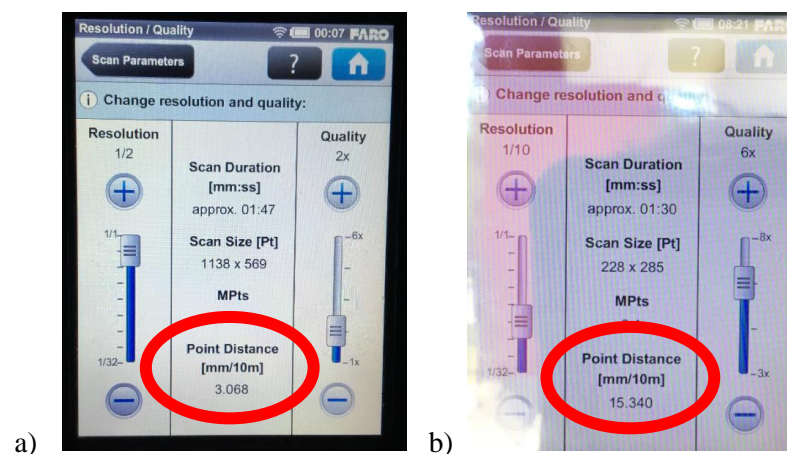 Resolution / Quality 00:07 FARO
Scan Parameters ?
i Change resolution and quality:
Resolution
1/2
Quality
2x
Scan Duration
[mm:ss]
approx. 01:47
1/1
6x
Scan Size [Pt]
1138 x 569
MPts
Point Distance
[mm/10m]
3.068
1/32
1x
a)
Resolution / Quality 08:21 FARO
Scan Parameters ?
Change resolution and
Resolution
1/10
Quality
6x
Scan Duration
[mm:ss]
approx. 01:30
1/1
8x
Scan Size [Pt]
228 x 285
MPts
Point Distance
[mm/10m]
15.340
1/32
3x
b)